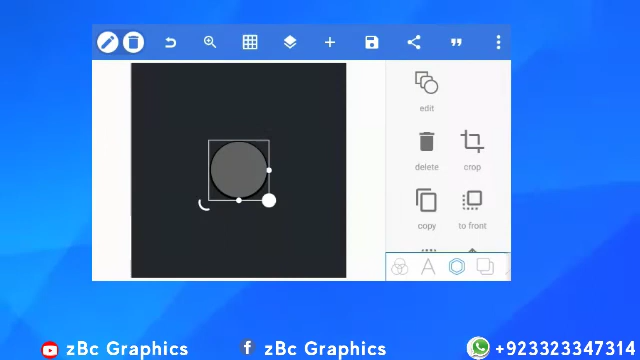 edit
delete crop
copy to front
zBc Graphics zBc Graphics +923323347314